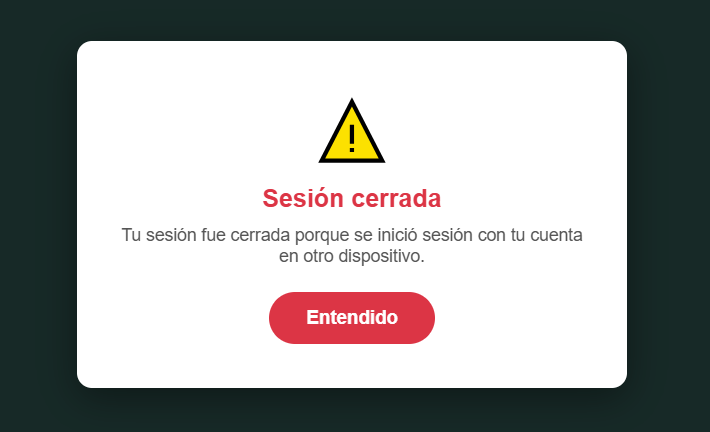 Sesión cerrada
Tu sesión fue cerrada porque se inició sesión con tu cuenta
en otro dispositivo.
Entendido